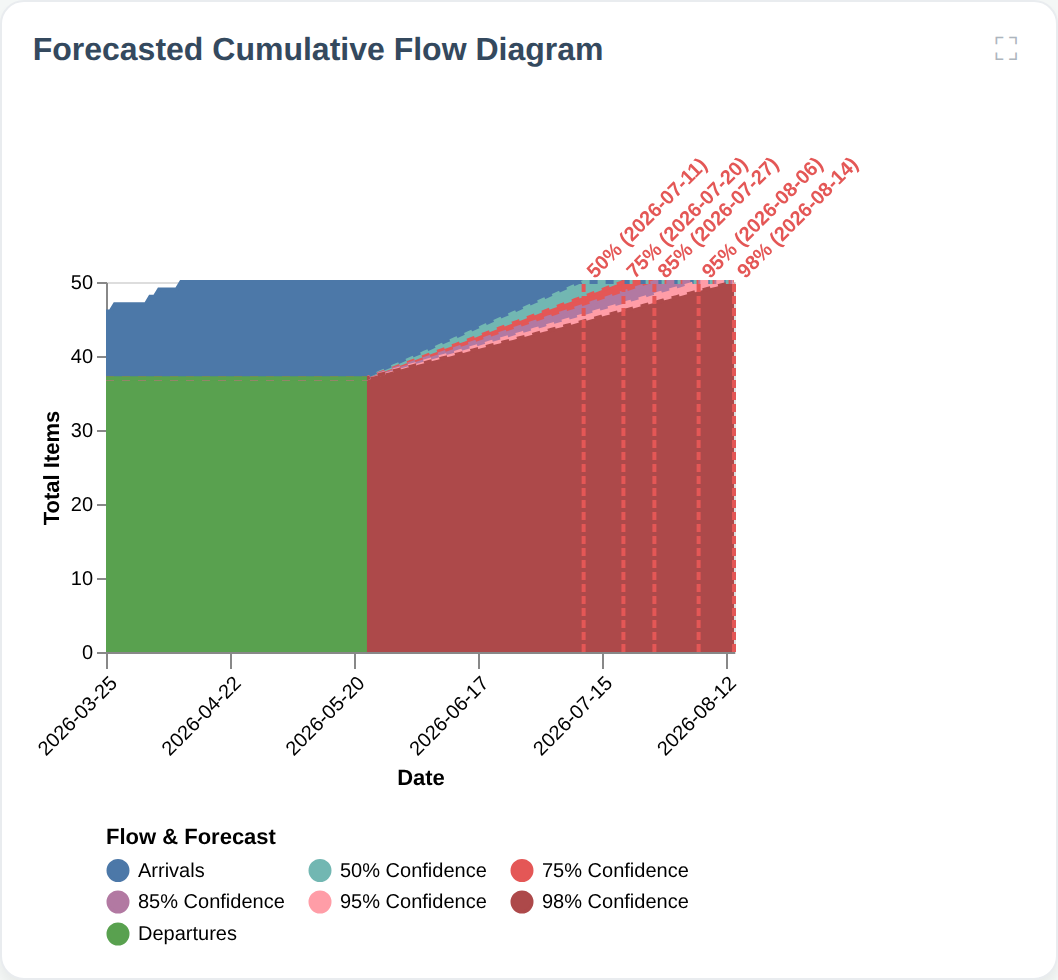 Forecasted Cumulative Flow Diagram
50% (2026-07-11)
75% (2026-07-20)
85% (2026-07-27)
95% (2026-08-06)
98% (2026-08-14)
Total Items
50
40
30
20
10
0
2026-03-25
2026-04-22
2026-05-20
2026-06-17
2026-07-15
2026-08-12
Date
Flow & Forecast
Arrivals 50% Confidence 75% Confidence
85% Confidence 95% Confidence 98% Confidence
Departures